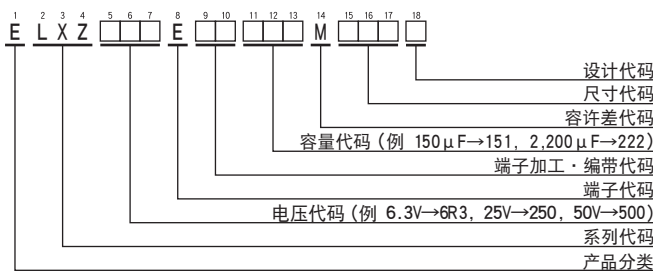 1 2 3 4 5 6 7 8 9 10 11 12 13 14 15 16 17 18
E L X Z □□□ E □□ □□□ M □□□ □
设计代码
尺寸代码
容许差代码
容量代码 (例 150μF→151, 2,200μF→222)
端子加工・编带代码
端子代码
电压代码 (例 6.3V→6R3, 25V→250, 50V→500)
系列代码
产品分类